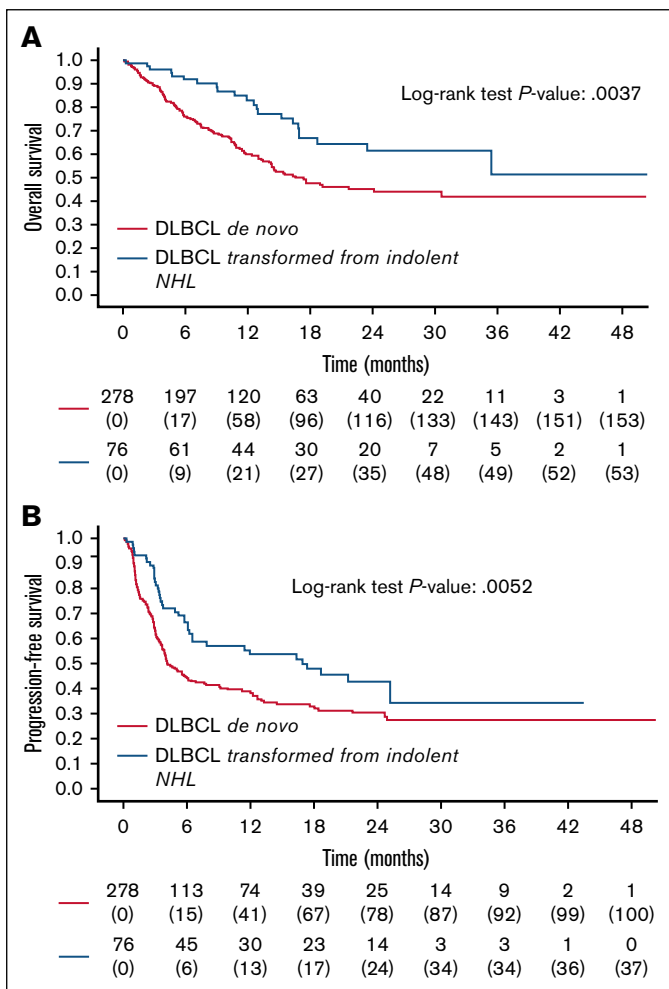 A
1.0
0.9
0.8
0.7
0.6
0.5
0.4
0.3
0.2
0.1
0.0
Overall survival
Log-rank test P-value: .0037
DLBCL de novo
DLBCL transformed from indolent
NHL
0 6 12 18 24 30 36 42 48
Time (months)
278 197 120 63 40 22 11 3 1
(0) (17) (58) (96) (116) (133) (143) (151) (153)
76 61 44 30 20 7 5 2 1
(0) (9) (21) (27) (35) (48) (49) (52) (53)
B
1.0
0.9
0.8
0.7
0.6
0.5
0.4
0.3
0.2
0.1
0.0
Progression-free survival
Log-rank test P-value: .0052
DLBCL de novo
DLBCL transformed from indolent
NHL
0 6 12 18 24 30 36 42 48
Time (months)
278 113 74 39 25 14 9 2 1
(0) (15) (41) (67) (78) (87) (92) (99) (100)
76 45 30 23 14 3 3 1 0
(0) (6) (13) (17) (24) (34) (34) (36) (37)